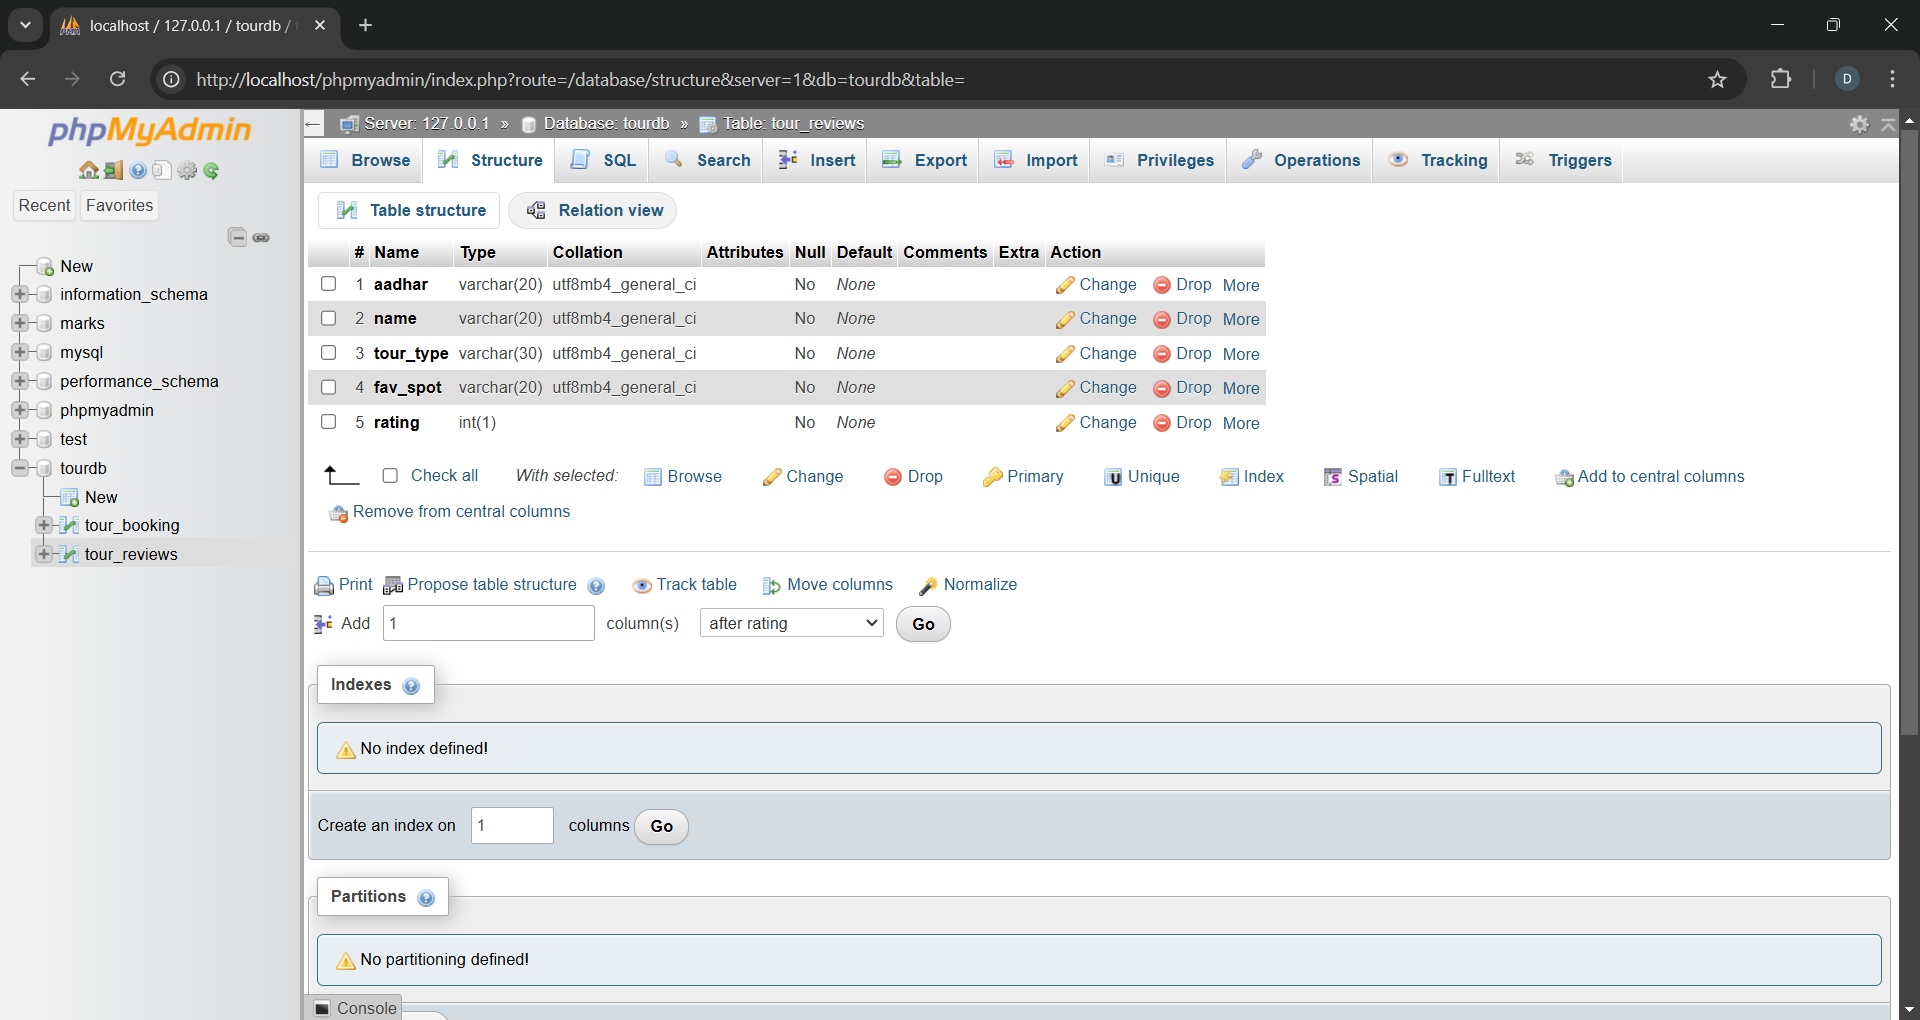 localhost / 127.0.0.1 / tourdb /
http://localhost/phpmyadmin/index.php?route=/database/structure&server=1&db=tourdb&table=
D
phpMyAdmin
Recent Favorites
New
information_schema
marks
mysql
performance_schema
phpmyadmin
test
tourdb
New
tour_booking
tour_reviews
Server: 127.0.0.1 » Database: tourdb » Table: tour_reviews
Browse Structure SQL Search Insert Export Import Privileges Operations Tracking Triggers
Table structure Relation view
# Name Type Collation Attributes Null Default Comments Extra Action
1 aadhar varchar(20) utf8mb4_general_ci No None Change Drop More
2 name varchar(20) utf8mb4_general_ci No None Change Drop More
3 tour_type varchar(30) utf8mb4_general_ci No None Change Drop More
4 fav_spot varchar(20) utf8mb4_general_ci No None Change Drop More
5 rating int(1) No None Change Drop More
Check all With selected: Browse Change Drop Primary Unique Index Spatial Fulltext Add to central columns
Remove from central columns
Print Propose table structure Track table Move columns Normalize
Add 1 column(s) after rating Go
Indexes
No index defined!
Create an index on 1 columns Go
Partitions
No partitioning defined!
Console